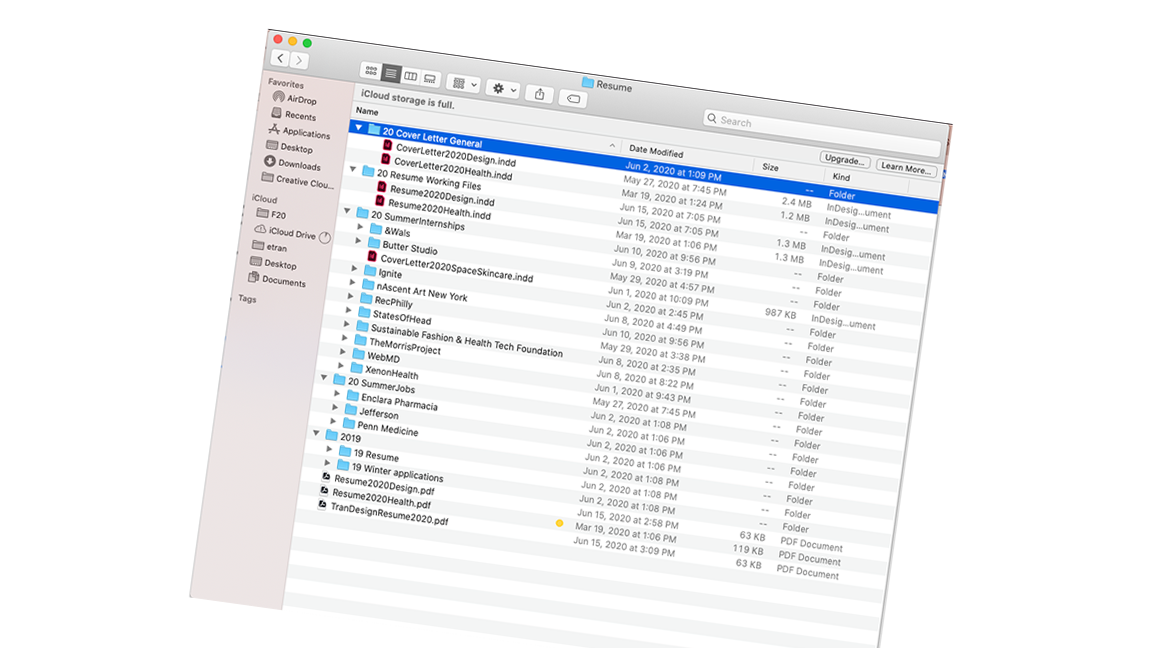 Resume
Search
iCloud storage is full. Upgrade... Learn More...
Favorites
AirDrop
Recents
Applications
Desktop
Downloads
Creative Clou...
iCloud
F20
iCloud Drive
etran
Desktop
Documents
Tags
Name Date Modified Size Kind
20 Cover Letter General Jun 2, 2020 at 1:09 PM -- Folder
CoverLetter2020Design.indd May 27, 2020 at 7:45 PM 2.4 MB InDesig...ument
CoverLetter2020Health.indd Mar 19, 2020 at 1:24 PM 1.2 MB InDesig...ument
20 Resume Working Files Jun 15, 2020 at 7:05 PM -- Folder
Resume2020Design.indd Jun 15, 2020 at 7:05 PM 1.3 MB InDesig...ument
Resume2020Health.indd Mar 19, 2020 at 1:06 PM 1.3 MB InDesig...ument
20 SummerInternships Jun 10, 2020 at 9:56 PM -- Folder
&Wals Jun 9, 2020 at 3:19 PM -- Folder
Butter Studio May 29, 2020 at 4:57 PM -- Folder
CoverLetter2020SpaceSkincare.indd Jun 1, 2020 at 10:09 PM 987 KB InDesig...ument
Ignite Jun 2, 2020 at 2:45 PM -- Folder
nAscent Art New York Jun 8, 2020 at 4:49 PM -- Folder
RecPhilly Jun 10, 2020 at 9:56 PM -- Folder
StatesOfHead May 29, 2020 at 3:38 PM -- Folder
Sustainable Fashion & Health Tech Foundation Jun 8, 2020 at 2:35 PM -- Folder
TheMorrisProject Jun 8, 2020 at 8:22 PM -- Folder
WebMD Jun 1, 2020 at 9:43 PM -- Folder
XenonHealth May 27, 2020 at 7:45 PM -- Folder
20 SummerJobs Jun 2, 2020 at 1:08 PM -- Folder
Enclara Pharmacia Jun 2, 2020 at 1:06 PM -- Folder
Jefferson Jun 2, 2020 at 1:06 PM -- Folder
Penn Medicine Jun 2, 2020 at 1:06 PM -- Folder
2019 Jun 2, 2020 at 1:08 PM -- Folder
19 Resume Jun 2, 2020 at 1:08 PM -- Folder
19 Winter applications Jun 2, 2020 at 1:08 PM -- Folder
Resume2020Design.pdf Jun 15, 2020 at 2:58 PM 63 KB PDF Document
Resume2020Health.pdf Mar 19, 2020 at 1:06 PM 119 KB PDF Document
TranDesignResume2020.pdf Jun 15, 2020 at 3:09 PM 63 KB PDF Document